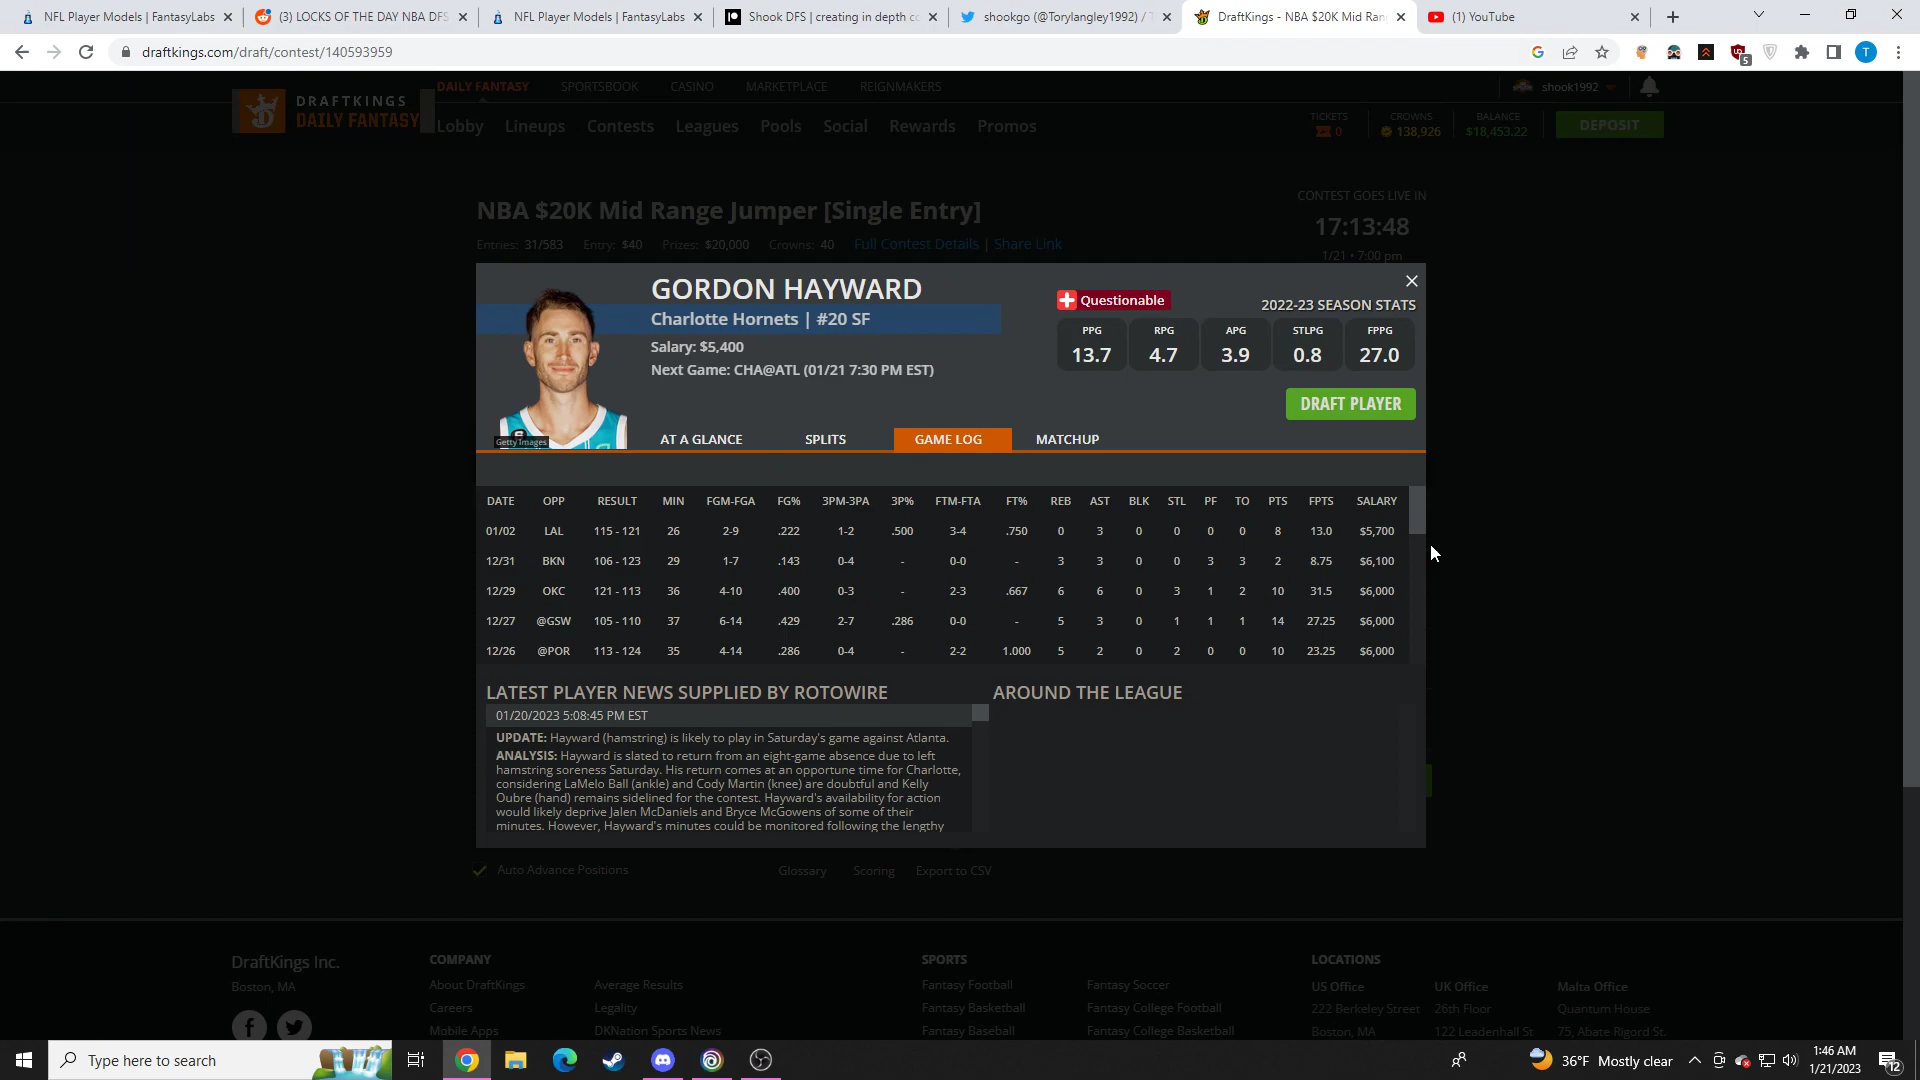 NFL Player Models | FantasyLabs
(3) LOCKS OF THE DAY NBA DFS
NFL Player Models | FantasyLabs
Shook DFS | creating in depth co
shookgo (@Torylangley1992) / T
DraftKings - NBA $20K Mid Ran
(1) YouTube
draftkings.com/draft/contest/140593959
5
T
DRAFTKINGS
DAILY FANTASY
DAILY FANTASY SPORTSBOOK CASINO MARKETPLACE REIGNMAKERS
shook1992
Lobby Lineups Contests Leagues Pools Social Rewards Promos
TICKETS
0
CROWNS
138,926
BALANCE
$18,453.22
DEPOSIT
NBA $20K Mid Range Jumper [Single Entry]
Entries: 31/583 Entry: $40 Prizes: $20,000 Crowns: 40 Full Contest Details | Share Link
CONTEST GOES LIVE IN
17:13:48
1/21 • 7:00 pm
GORDON HAYWARD
Charlotte Hornets | #20 SF
Salary: $5,400
Next Game: CHA@ATL (01/21 7:30 PM EST)
Getty Images
Questionable
2022-23 SEASON STATS
PPG RPG APG STLPG FPPG
13.7 4.7 3.9 0.8 27.0
DRAFT PLAYER
AT A GLANCE SPLITS GAME LOG MATCHUP
DATE OPP RESULT MIN FGM-FGA FG% 3PM-3PA 3P% FTM-FTA FT% REB AST BLK STL PF TO PTS FPTS SALARY
01/02 LAL 115 - 121 26 2-9 .222 1-2 .500 3-4 .750 0 3 0 0 0 0 8 13.0 $5,700
12/31 BKN 106 - 123 29 1-7 .143 0-4 - 0-0 - 3 3 0 0 3 3 2 8.75 $6,100
12/29 OKC 121 - 113 36 4-10 .400 0-3 - 2-3 .667 6 6 0 3 1 2 10 31.5 $6,000
12/27 @GSW 105 - 110 37 6-14 .429 2-7 .286 0-0 - 5 3 0 1 1 1 14 27.25 $6,000
12/26 @POR 113 - 124 35 4-14 .286 0-4 - 2-2 1.000 5 2 0 2 0 0 10 23.25 $6,000
LATEST PLAYER NEWS SUPPLIED BY ROTOWIRE
AROUND THE LEAGUE
01/20/2023 5:08:45 PM EST
UPDATE: Hayward (hamstring) is likely to play in Saturday's game against Atlanta.
ANALYSIS: Hayward is slated to return from an eight-game absence due to left
hamstring soreness Saturday. His return comes at an opportune time for Charlotte,
considering LaMelo Ball (ankle) and Cody Martin (knee) are doubtful and Kelly
Oubre (hand) remains sidelined for the contest. Hayward's availability for action
would likely deprive Jalen McDaniels and Bryce McGowens of some of their
minutes. However, Hayward's minutes could be monitored following the lengthy
Auto Advance Positions
Glossary Scoring Export to CSV
DraftKings Inc.
Boston, MA
COMPANY
About DraftKings Average Results
Careers Legality
Mobile Apps DKNation Sports News
SPORTS
Fantasy Football Fantasy Soccer
Fantasy Basketball Fantasy College Football
Fantasy Baseball Fantasy College Basketball
LOCATIONS
US Office UK Office Malta Office
222 Berkeley Street 26th Floor Quantum House
Boston, MA 122 Leadenhall St 75, Abate Rigord St.
Type here to search
36°F Mostly clear
1:46 AM
1/21/2023
12